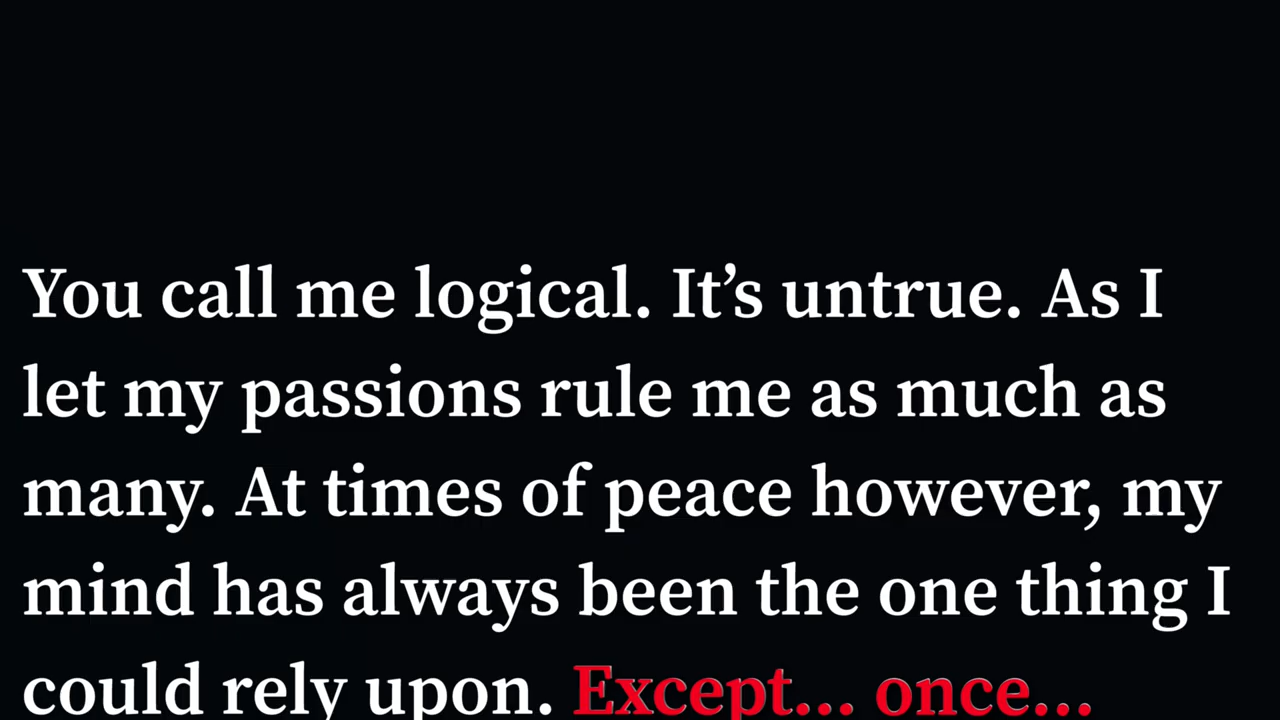 You call me logical. It’s untrue. As I
let my passions rule me as much as
many. At times of peace however, my
mind has always been the one thing I
could rely upon. Except... once...